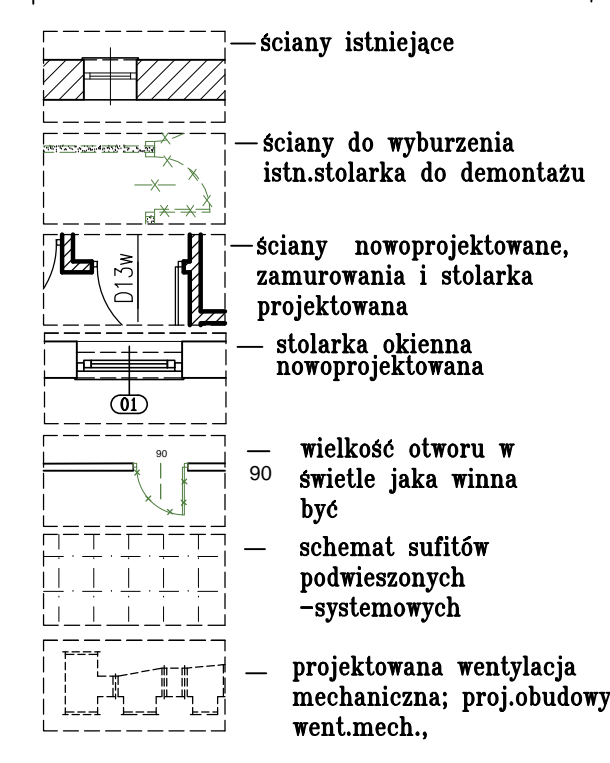 ściany istniejące
ściany do wyburzenia
istn.stolarka do demontażu
D13w
ściany nowoprojektowane,
zamurowania i stolarka
projektowana
stolarka okienna
nowoprojektowana
01
90
90
wielkość otworu w
świetle jaka winna
być
schemat sufitów
podwieszonych
-systemowych
projektowana wentylacja
mechaniczna; proj.obudowy
went.mech.,